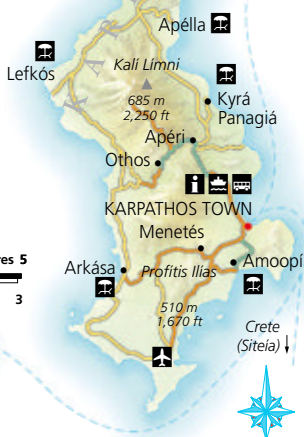 Apélla
Lefkós
K A
Kalí Límni
685 m
2,250 ft
Kyrá
Panagiá
Apéri
Othos
i
KARPATHOS TOWN
Menetés
res 5
3
Arkása
Profítis Ilías
Amoopí
510 m
1,670 ft
Crete
(Siteía)